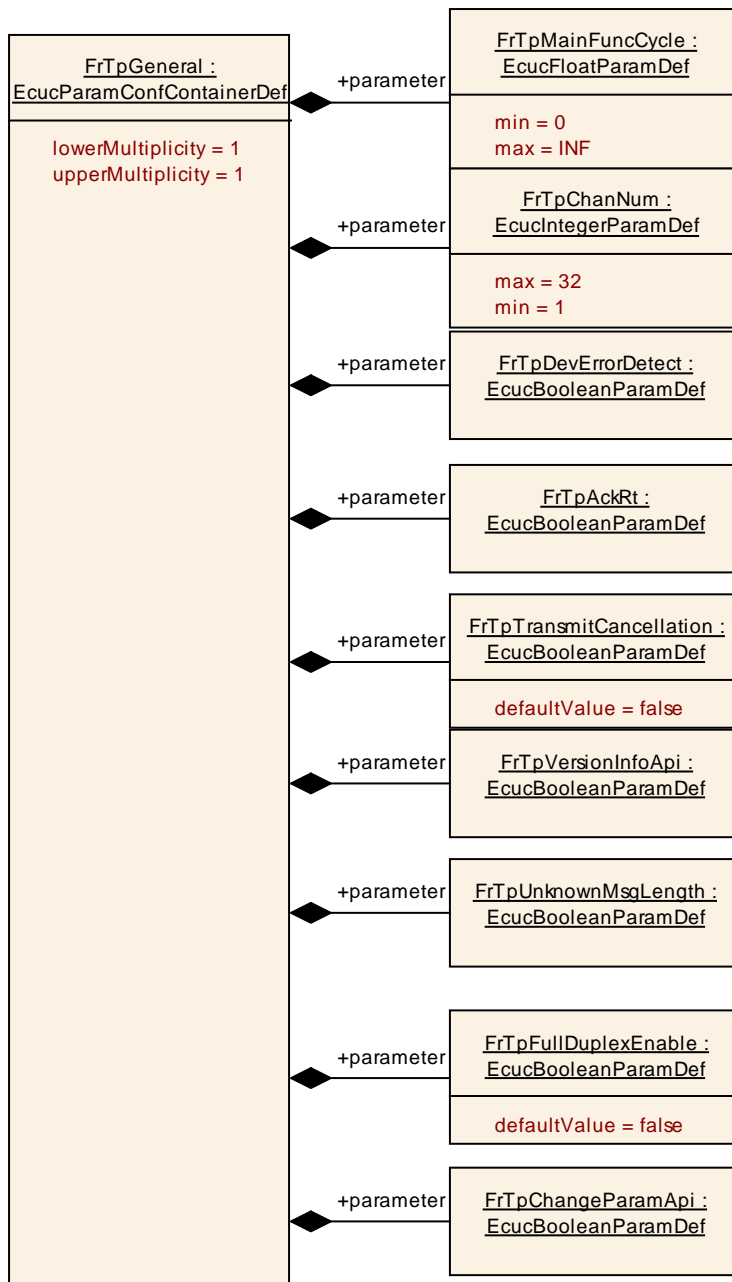 FrTpGeneral :
EcucParamConfContainerDef
lowerMultiplicity = 1
upperMultiplicity = 1
+parameter
FrTpMainFuncCycle :
EcucFloatParamDef
min = 0
max = INF
+parameter
FrTpChanNum :
EcucIntegerParamDef
max = 32
min = 1
+parameter
FrTpDevErrorDetect :
EcucBooleanParamDef
+parameter
FrTpAckRt :
EcucBooleanParamDef
+parameter
FrTpTransmitCancellation :
EcucBooleanParamDef
defaultValue = false
+parameter
FrTpVersionInfoApi :
EcucBooleanParamDef
+parameter
FrTpUnknownMsgLength :
EcucBooleanParamDef
+parameter
FrTpFullDuplexEnable :
EcucBooleanParamDef
defaultValue = false
+parameter
FrTpChangeParamApi :
EcucBooleanParamDef